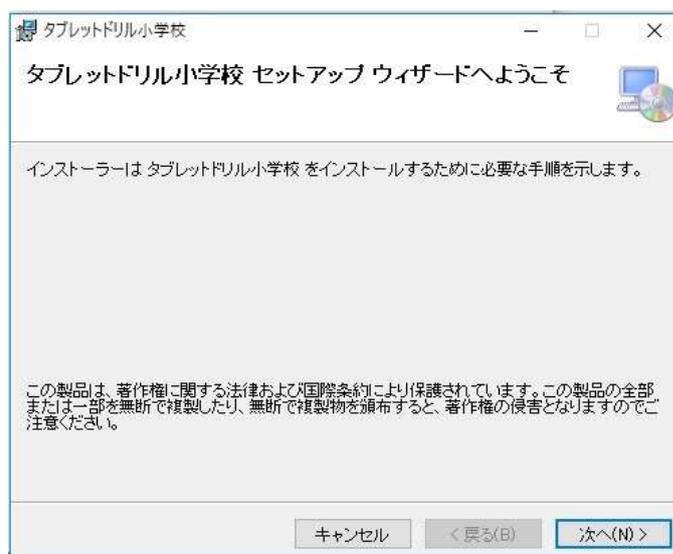 タブレットドリル小学校
タブレットドリル小学校 セットアップ ウィザードへようこそ
インストーラーは タブレットドリル小学校 をインストールするために必要な手順を示します。
この製品は、著作権に関する法律および国際条約により保護されています。この製品の全部
または一部を無断で複製したり、無断で複製物を頒布すると、著作権の侵害となりますのでご
注意ください。
キャンセル
< 戻る(B)
次へ(N) >